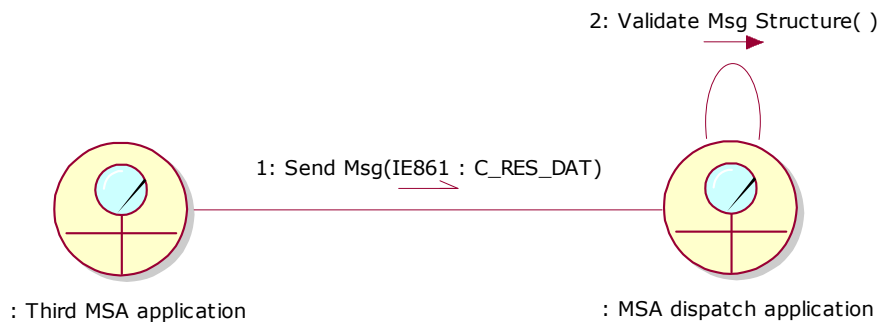 2: Validate Msg Structure( )
1: Send Msg(IE861 : C_RES_DAT)
: Third MSA application
: MSA dispatch application